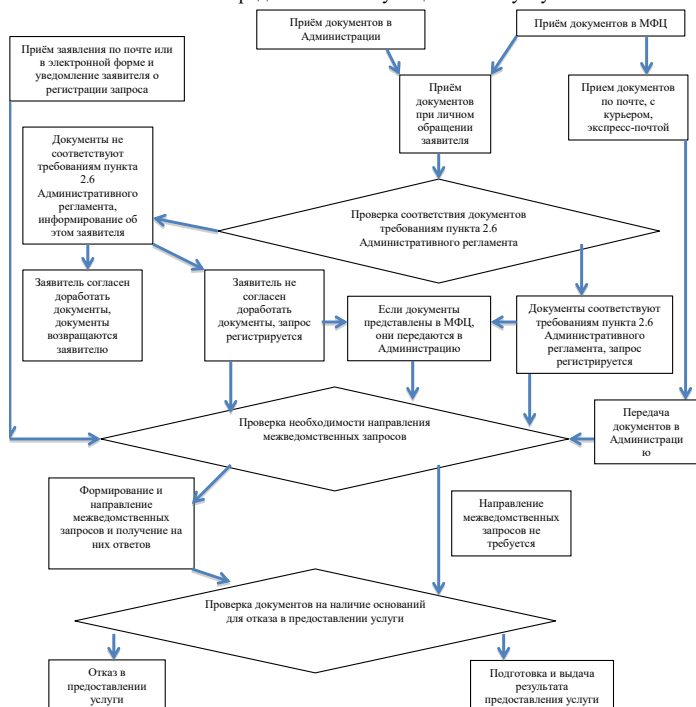 Приём документов в
Администрации
Приём документов в МФЦ
Приём заявления по почте или
в электронной форме и
уведомление заявителя о
регистрации запроса
Приём
документов
при личном
обращении
заявителя
Прием документов
по почте, с
курьером,
экспресс-почтой
Документы не
соответствуют
требованиям пункта
2.6
Административного
регламента,
информирование об
этом заявителя
Проверка соответствия документов
требованиям пункта 2.6
Административного регламента
Заявитель согласен
доработать
документы,
документы
возвращаются
заявителю
Заявитель не
согласен
доработать
документы, запрос
регистрируется
Если документы
представлены в МФЦ,
они передаются в
Администрацию
Документы соответствуют
требованиям пункта 2.6
Административного
регламента, запрос
регистрируется
Проверка необходимости направления
межведомственных запросов
Передача
документов в
Администраци
ю
Формирование и
направление
межведомственных
запросов и получение на
них ответов
Направление
межведомственных
запросов не
требуется
Проверка документов на наличие оснований
для отказа в предоставлении услуги
Отказ в
предоставлении
услуги
Подготовка и выдача
результата
предоставления услуги